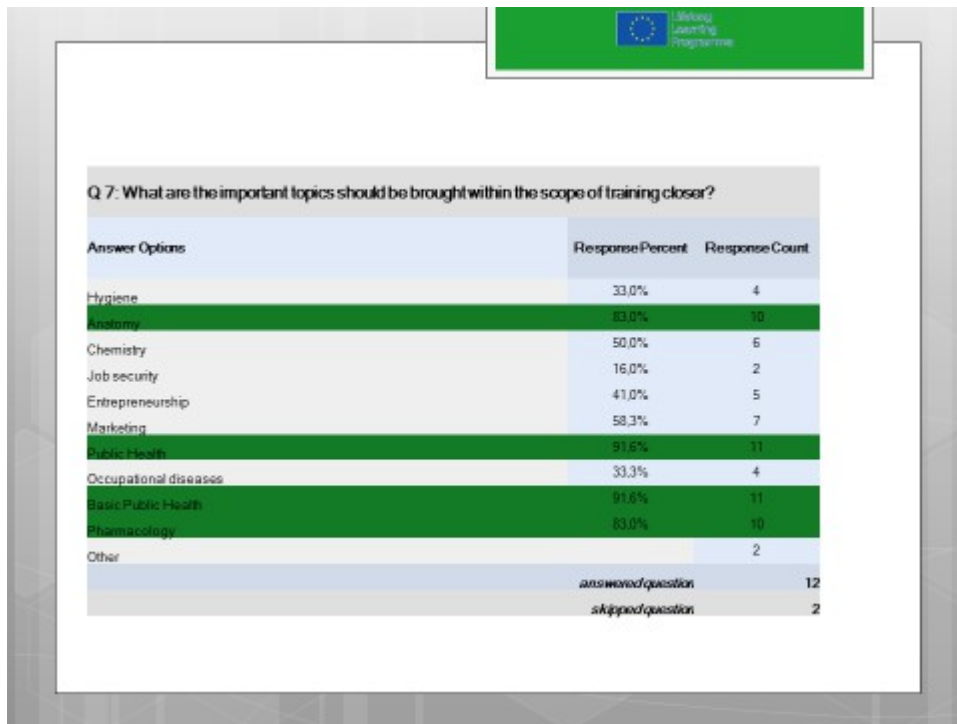 Lifelong
Learning
Programme
Q 7: What are the important topics should be brought within the scope of training closer?
Answer Options Response Percent Response Count
Hygiene 33,0% 4
Anatomy 83,0% 10
Chemistry 50,0% 6
Job security 16,0% 2
Entrepreneurship 41,0% 5
Marketing 58,3% 7
Public Health 91,6% 11
Occupational diseases 33,3% 4
Basic Public Health 91,6% 11
Pharmacology 83,0% 10
Other 2
answered question 12
skipped question 2